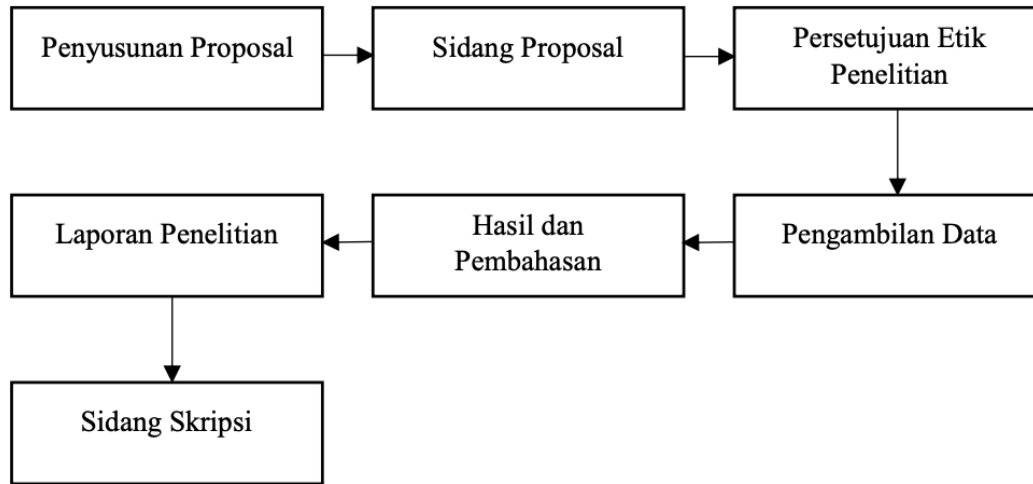 Penyusunan Proposal
Sidang Proposal
Persetujuan Etik
Penelitian
Pengambilan Data
Hasil dan
Pembahasan
Laporan Penelitian
Sidang Skripsi